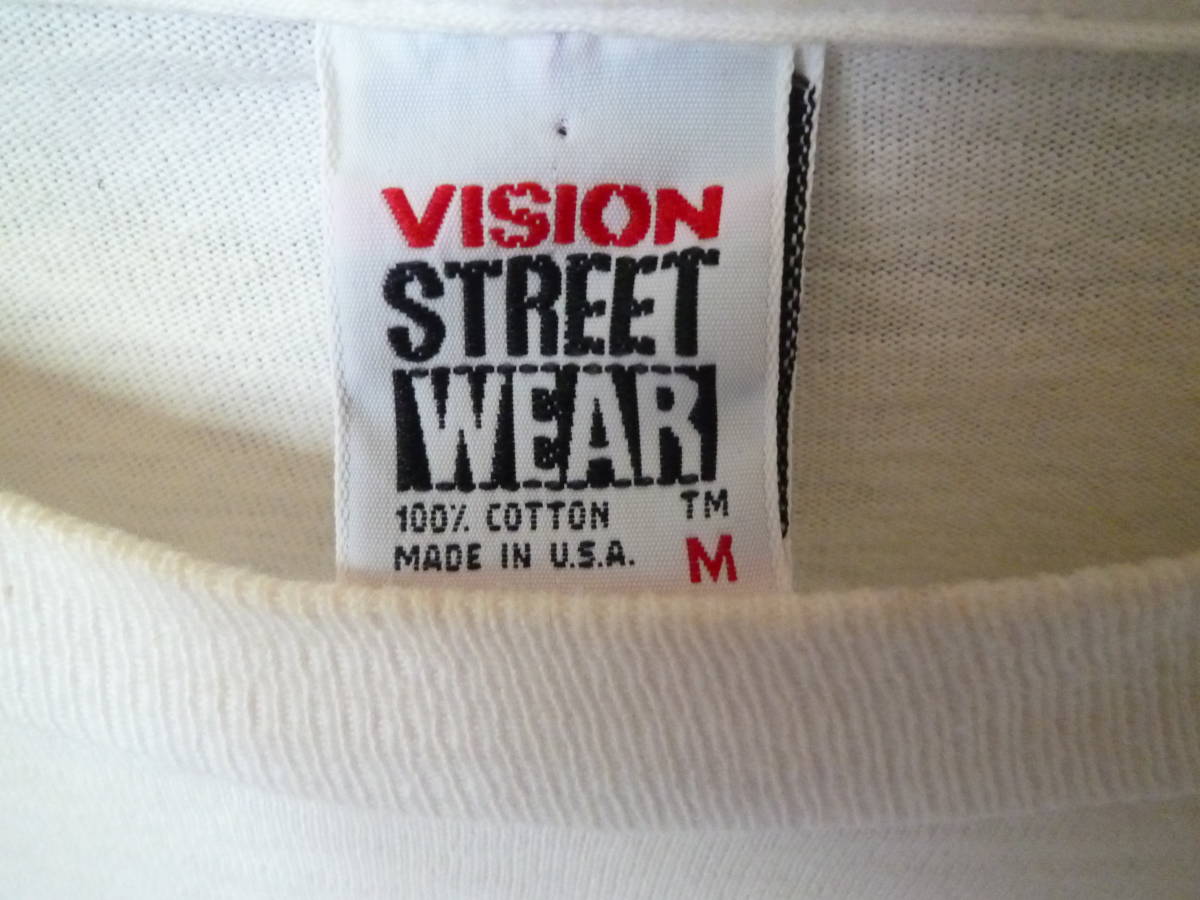 VISION
STREET
WEAR
TM
100% COTTON
MADE IN U.S.A.
M